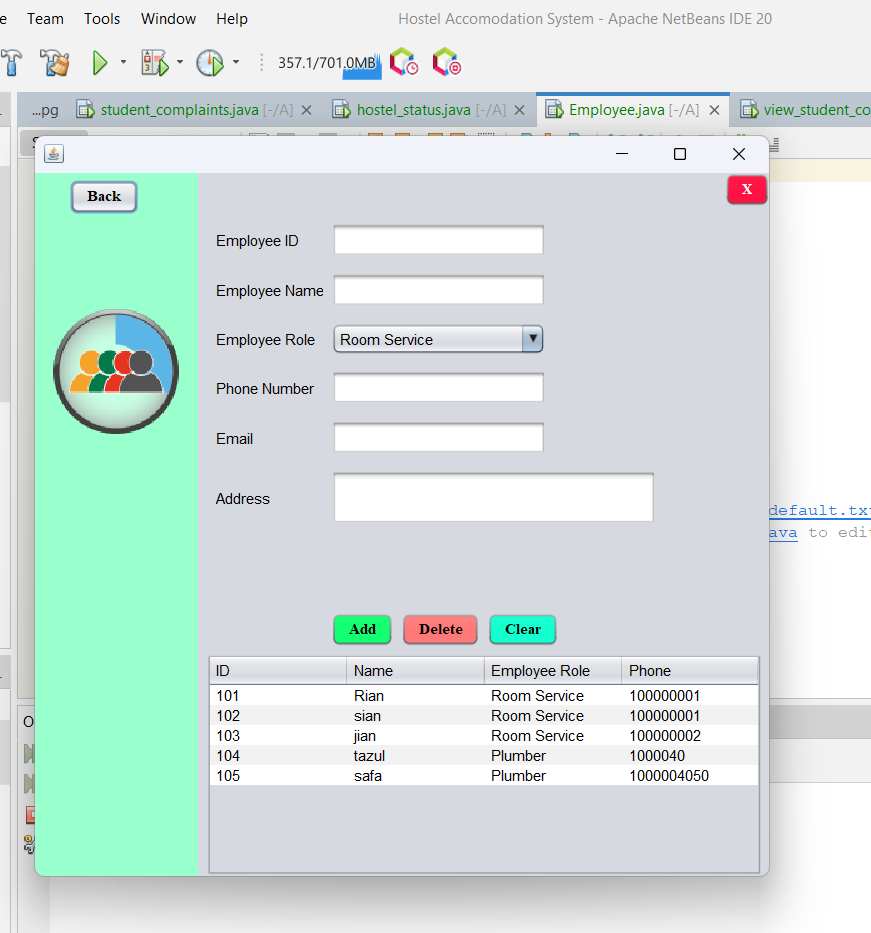 e Team Tools Window Help Hostel Accomodation System - Apache NetBeans IDE 20
357.1/701.0MB
...pg student_complaints.java [-/A] hostel_status.java [-/A] Employee.java [-/A] view_student_co
Back
X
Employee ID
Employee Name
Employee Role Room Service
Phone Number
Email
Address
default.txt
ava to edit
Add Delete Clear
ID Name Employee Role Phone
101 Rian Room Service 100000001
102 sian Room Service 100000001
103 jian Room Service 100000002
104 tazul Plumber 1000040
105 safa Plumber 1000004050